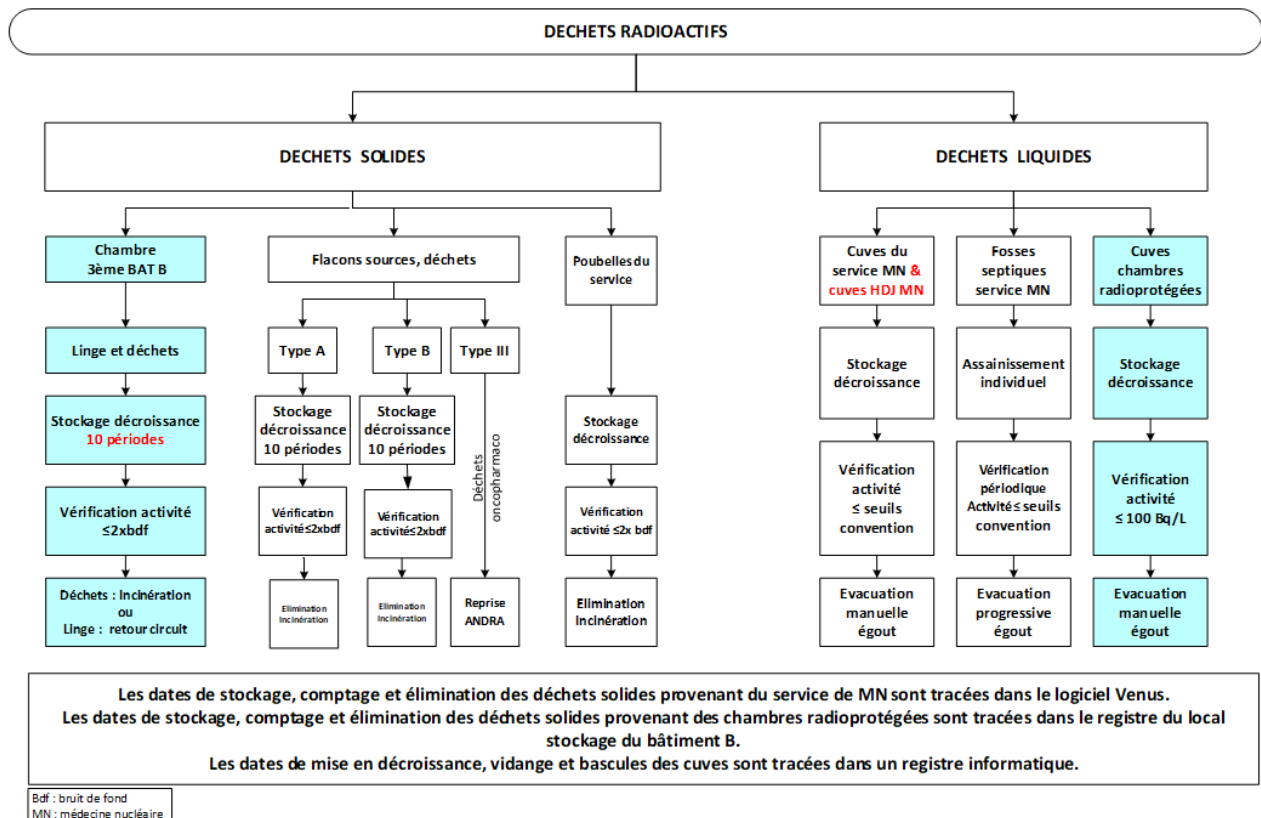 DECHETS RADIOACTIFS
DECHETS SOLIDES
DECHETS LIQUIDES
Chambre
3ème BAT B
Flacons sources, déchets
Poubelles du
service
Cuves du
service MN &
cuves HDJ MN
Fosses
septiques
service MN
Cuves
chambres
radioprotégées
Linge et déchets
Type A
Type B
Type III
Stockage
décroissance
Assainissement
individuel
Stockage
décroissance
Stockage décroissance
10 périodes
Stockage
décroissance
10 périodes
Stockage
décroissance
10 périodes
Déchets
oncopharmaco
Stockage
décroissance
Vérification
activité
≤ seuils
convention
Vérification
périodique
Activité ≤ seuils
convention
Vérification
activité
≤ 100 Bq/L
Vérification activité
≤2xbdf
Vérification
activité≤2xbdf
Vérification
activité≤2xbdf
Vérification
activité ≤2x bdf
Déchets : Incinération
ou
Linge : retour circuit
Elimination
Incinération
Elimination
Incinération
Reprise
ANDRA
Elimination
Incinération
Evacuation
manuelle
égout
Evacuation
progressive
égout
Evacuation
manuelle
égout
Les dates de stockage, comptage et élimination des déchets solides provenant du service de MN sont tracées dans le logiciel Venus.
Les dates de stockage, comptage et élimination des déchets solides provenant des chambres radioprotégées sont tracées dans le registre du local
stockage du bâtiment B.
Les dates de mise en décroissance, vidange et bascules des cuves sont tracées dans un registre informatique.
Bdf : bruit de fond
MN : médecine nucléaire